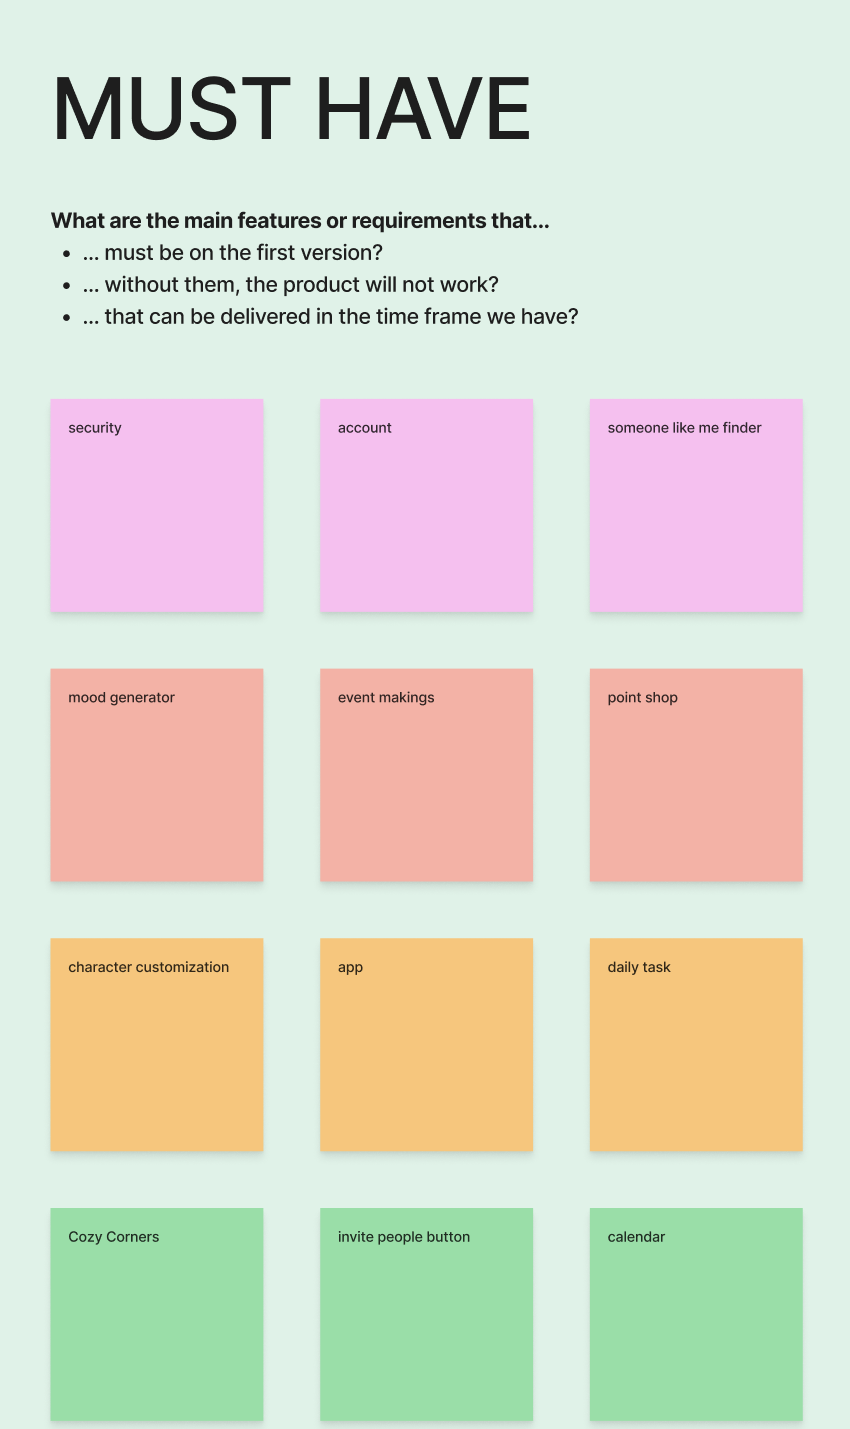 MUST HAVE
What are the main features or requirements that...
• ... must be on the first version?
• ... without them, the product will not work?
• ... that can be delivered in the time frame we have?
security
account
someone like me finder
mood generator
event makings
point shop
character customization
app
daily task
Cozy Corners
invite people button
calendar